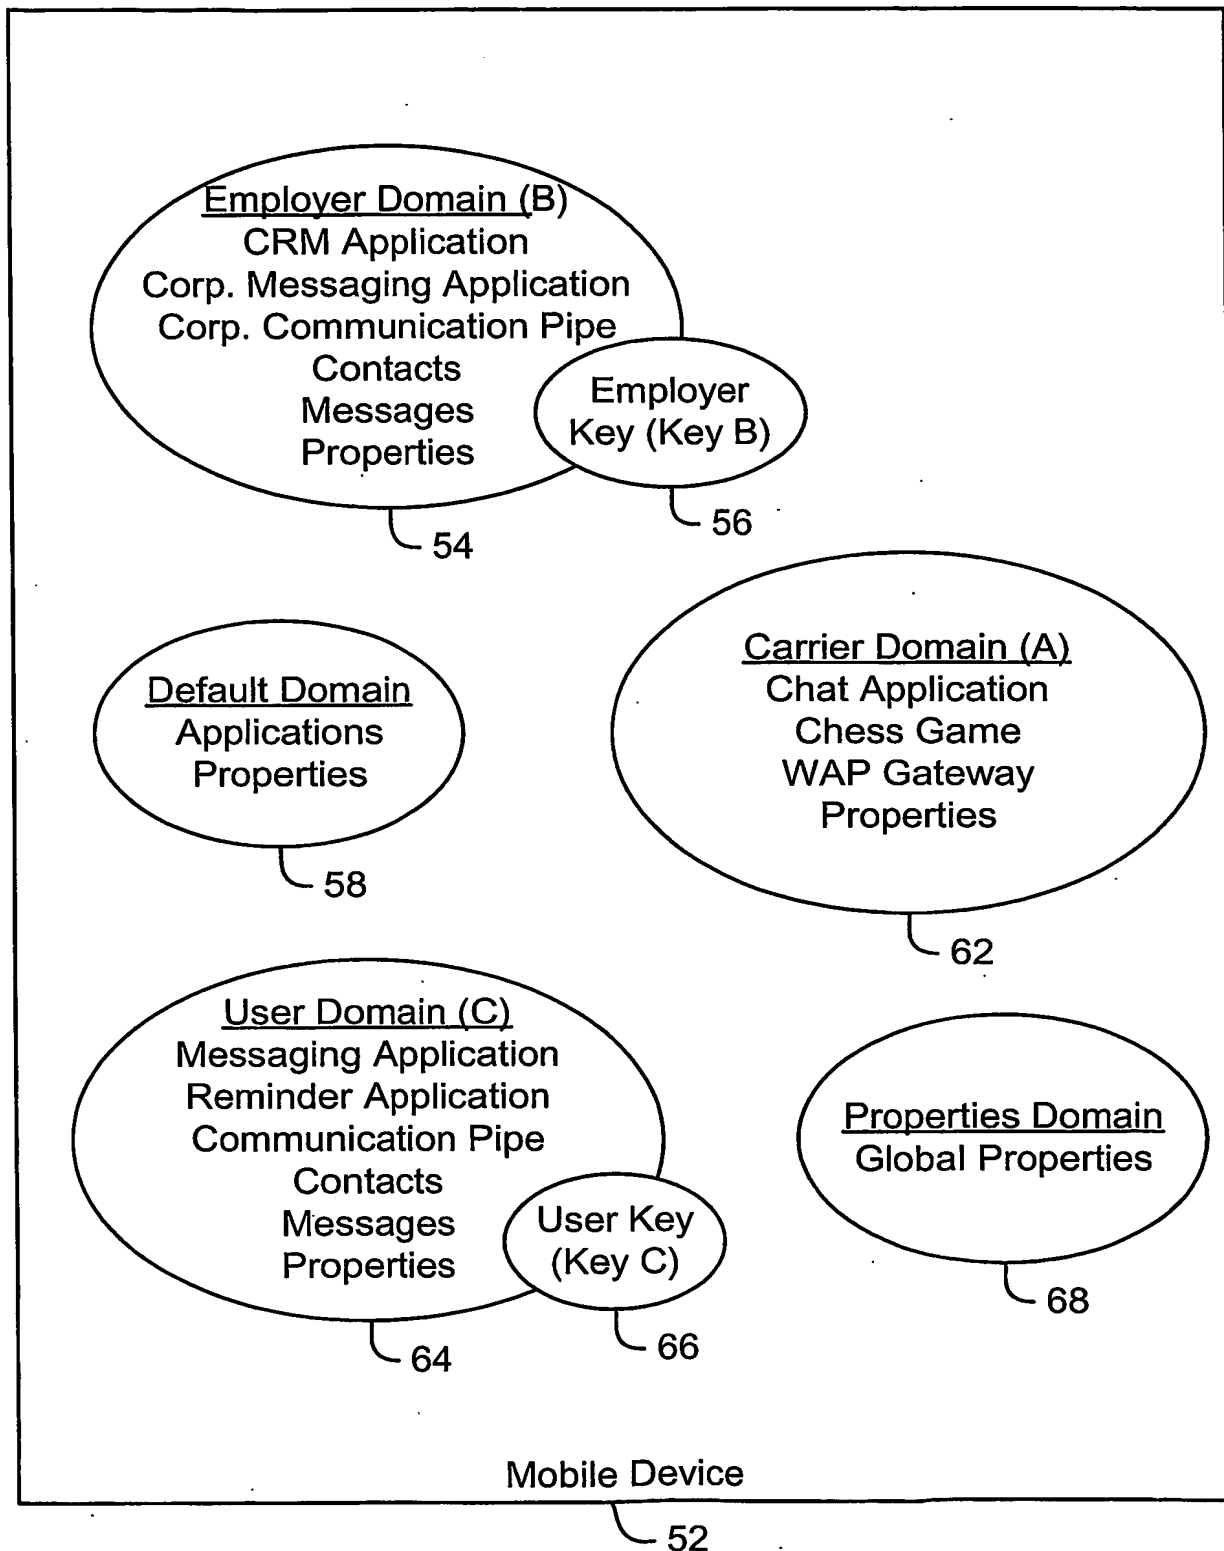 Employer Domain (B)
CRM Application
Corp. Messaging Application
Corp. Communication Pipe
Contacts
Messages
Properties
Employer
Key (Key B)
56
54
Carrier Domain (A)
Chat Application
Chess Game
WAP Gateway
Properties
62
Default Domain
Applications
Properties
58
User Domain (C)
Messaging Application
Reminder Application
Communication Pipe
Contacts
Messages
Properties
User Key
(Key C)
66
64
Properties Domain
Global Properties
68
Mobile Device
52